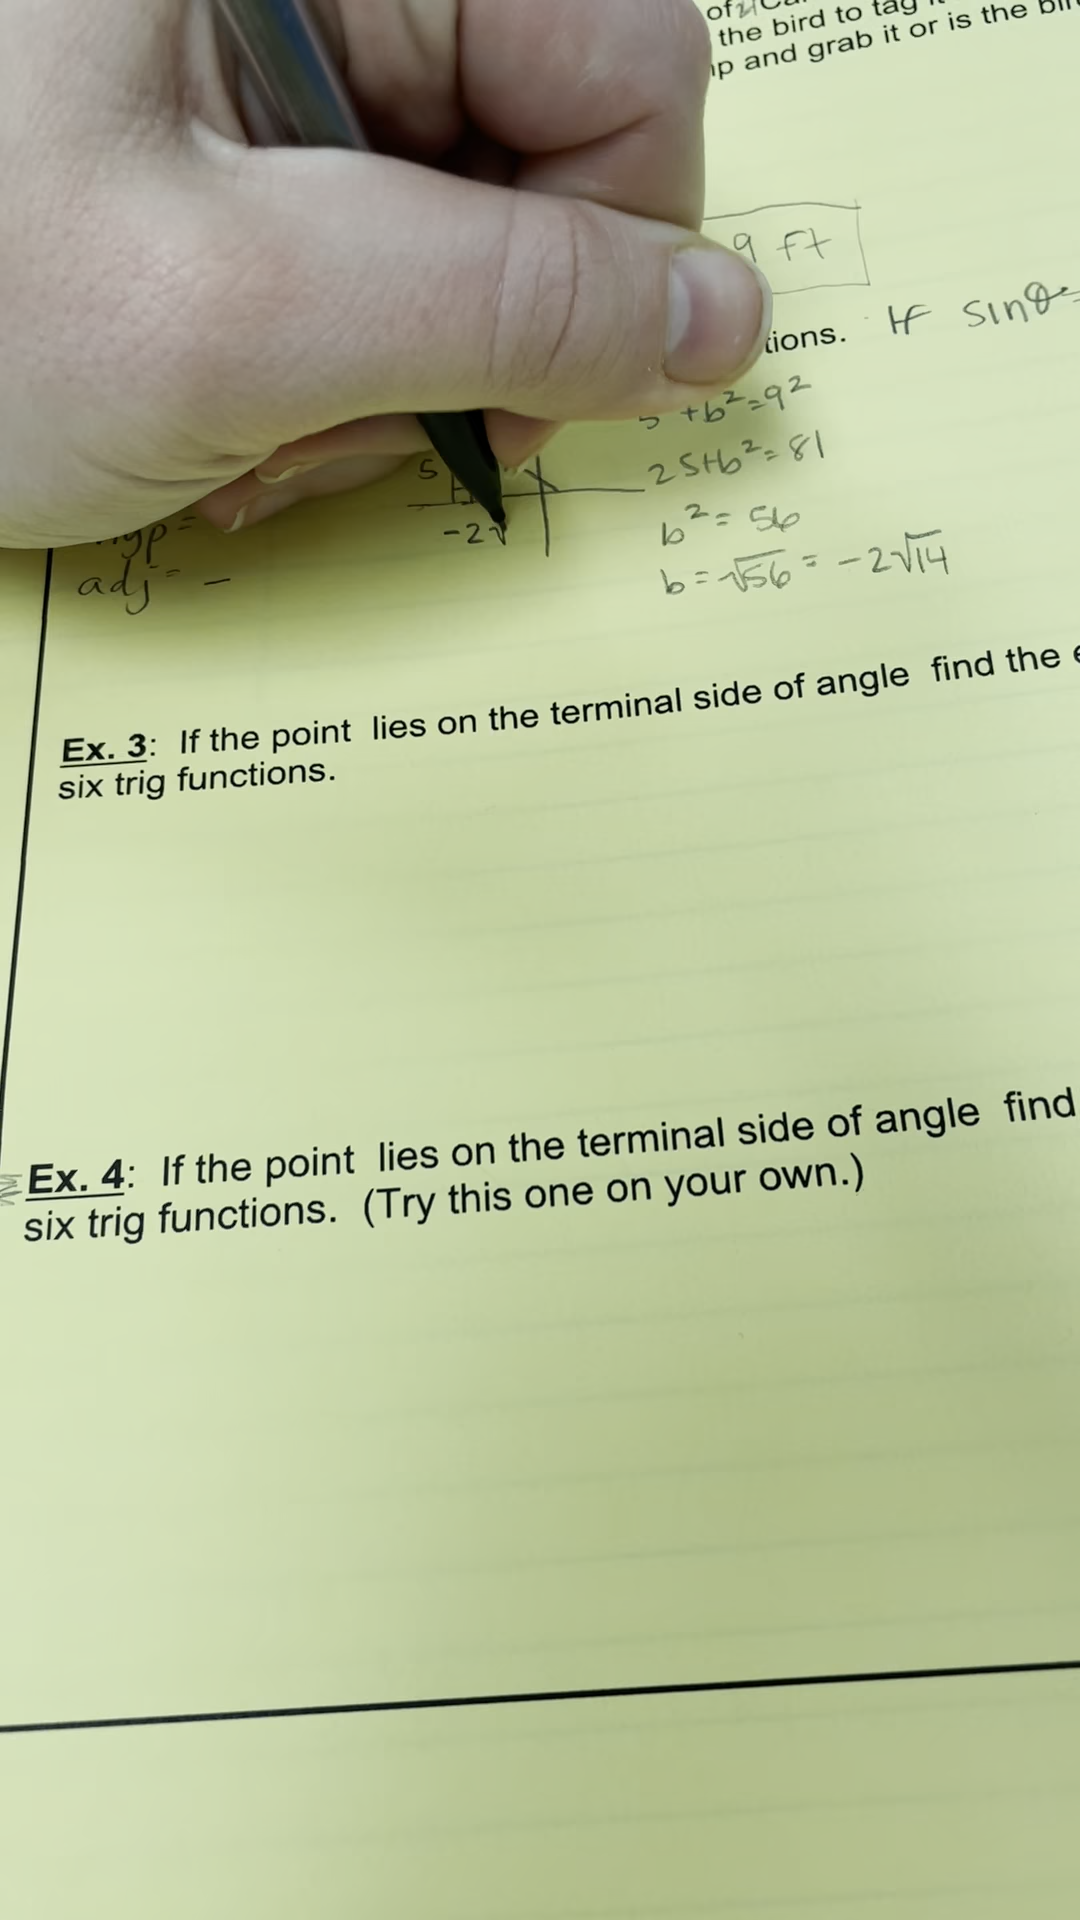 the bird to tag
and grab it or is the
9 ft
If sinθ=
+b²=9²
25+b²=81
5
b²=56
-2√
b=√56=-2√14
hyp=
adj= -
Ex. 3: If the point lies on the terminal side of angle find the
six trig functions.
Ex. 4: If the point lies on the terminal side of angle find
six trig functions. (Try this one on your own.)